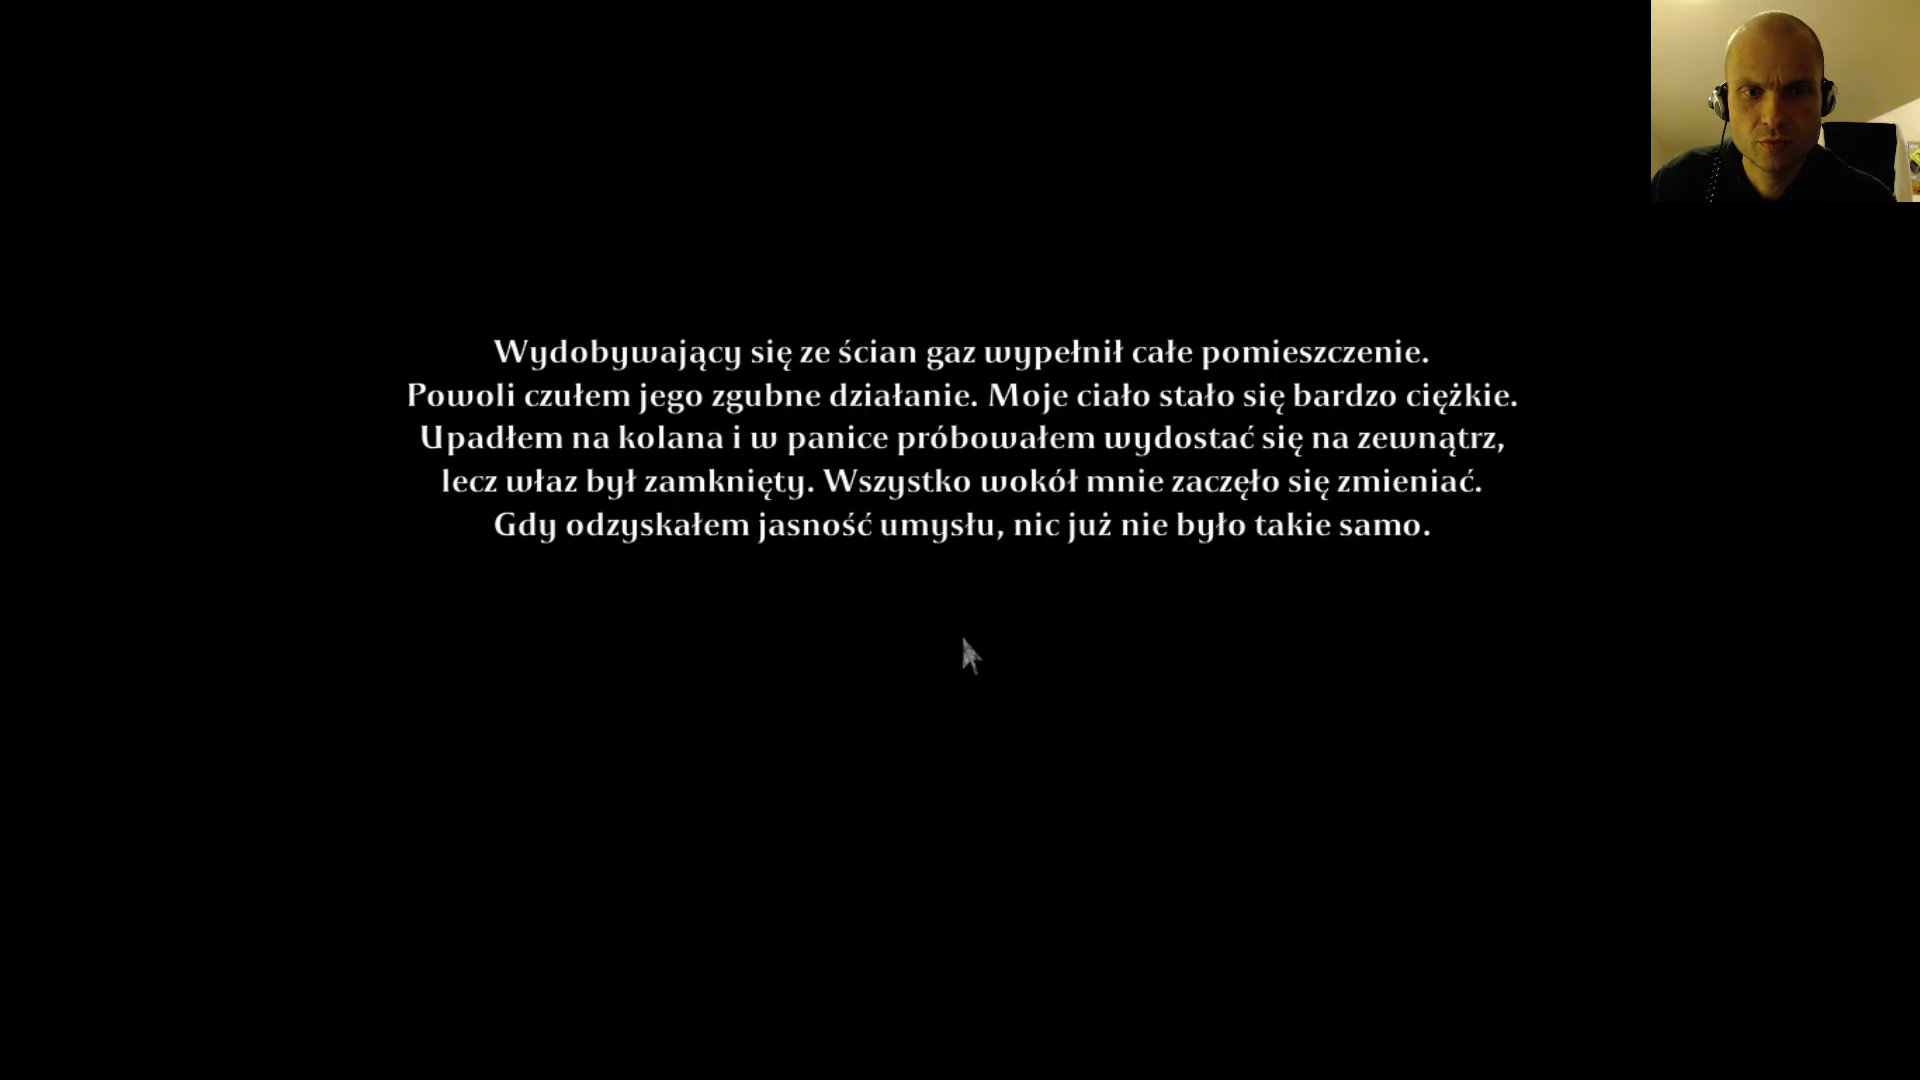 Wydobywający się ze ścian gaz wypełnił całe pomieszczenie.
Powoli czułem jego zgubne działanie. Moje ciało stało się bardzo ciężkie.
Upadłem na kolana i w panice próbowałem wydostać się na zewnątrz,
lecz właz był zamknięty. Wszystko wokół mnie zaczęło się zmieniać.
Gdy odzyskałem jasność umysłu, nic już nie było takie samo.